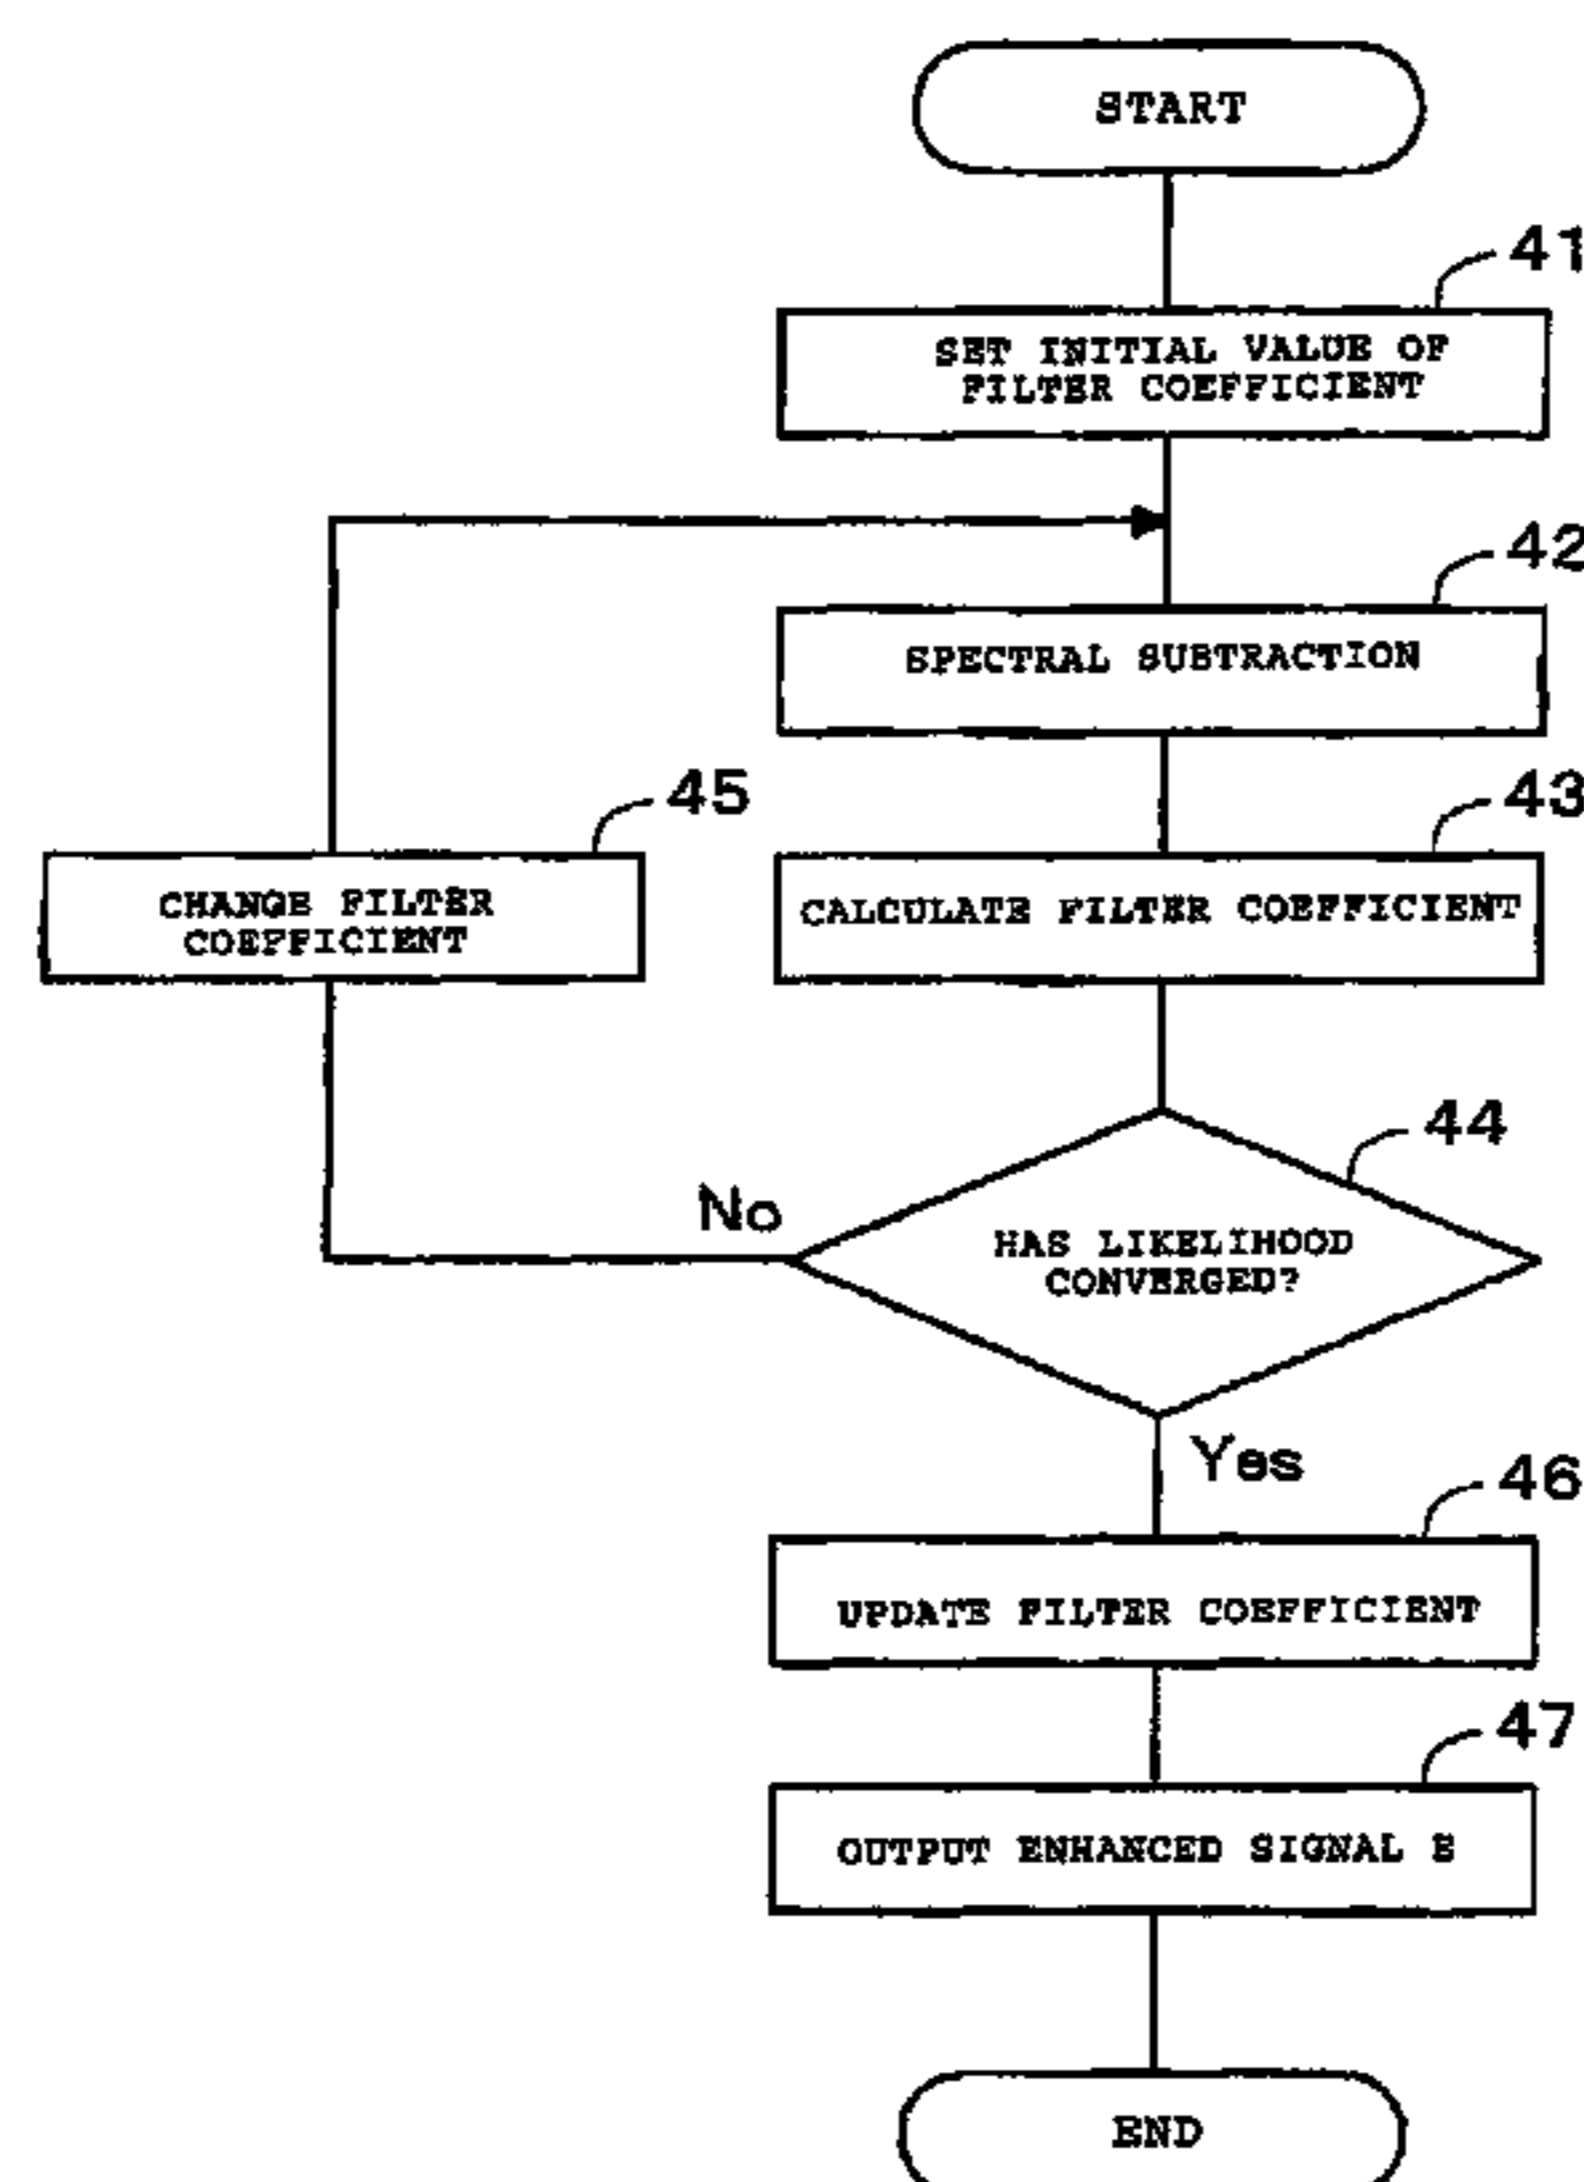 START
41
SET INITIAL VALUE OF
FILTER COEFFICIENT
42
SPECTRAL SUBTRACTION
45
43
CHANGE FILTER
COEFFICIENT
CALCULATE FILTER COEFFICIENT
44
No
HAS LIKELIHOOD
CONVERGED?
Yes
46
UPDATE FILTER COEFFICIENT
47
OUTPUT ENHANCED SIGNAL
END